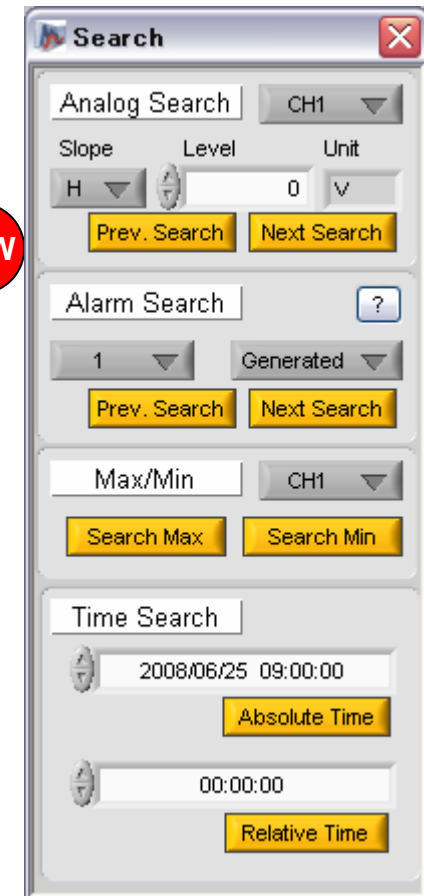 Search
Analog Search CH1
Slope Level Unit
H 0 V
Prev. Search Next Search
W
Alarm Search ?
1 Generated
Prev. Search Next Search
Max/Min CH1
Search Max Search Min
Time Search
2008/06/25 09:00:00
Absolute Time
00:00:00
Relative Time